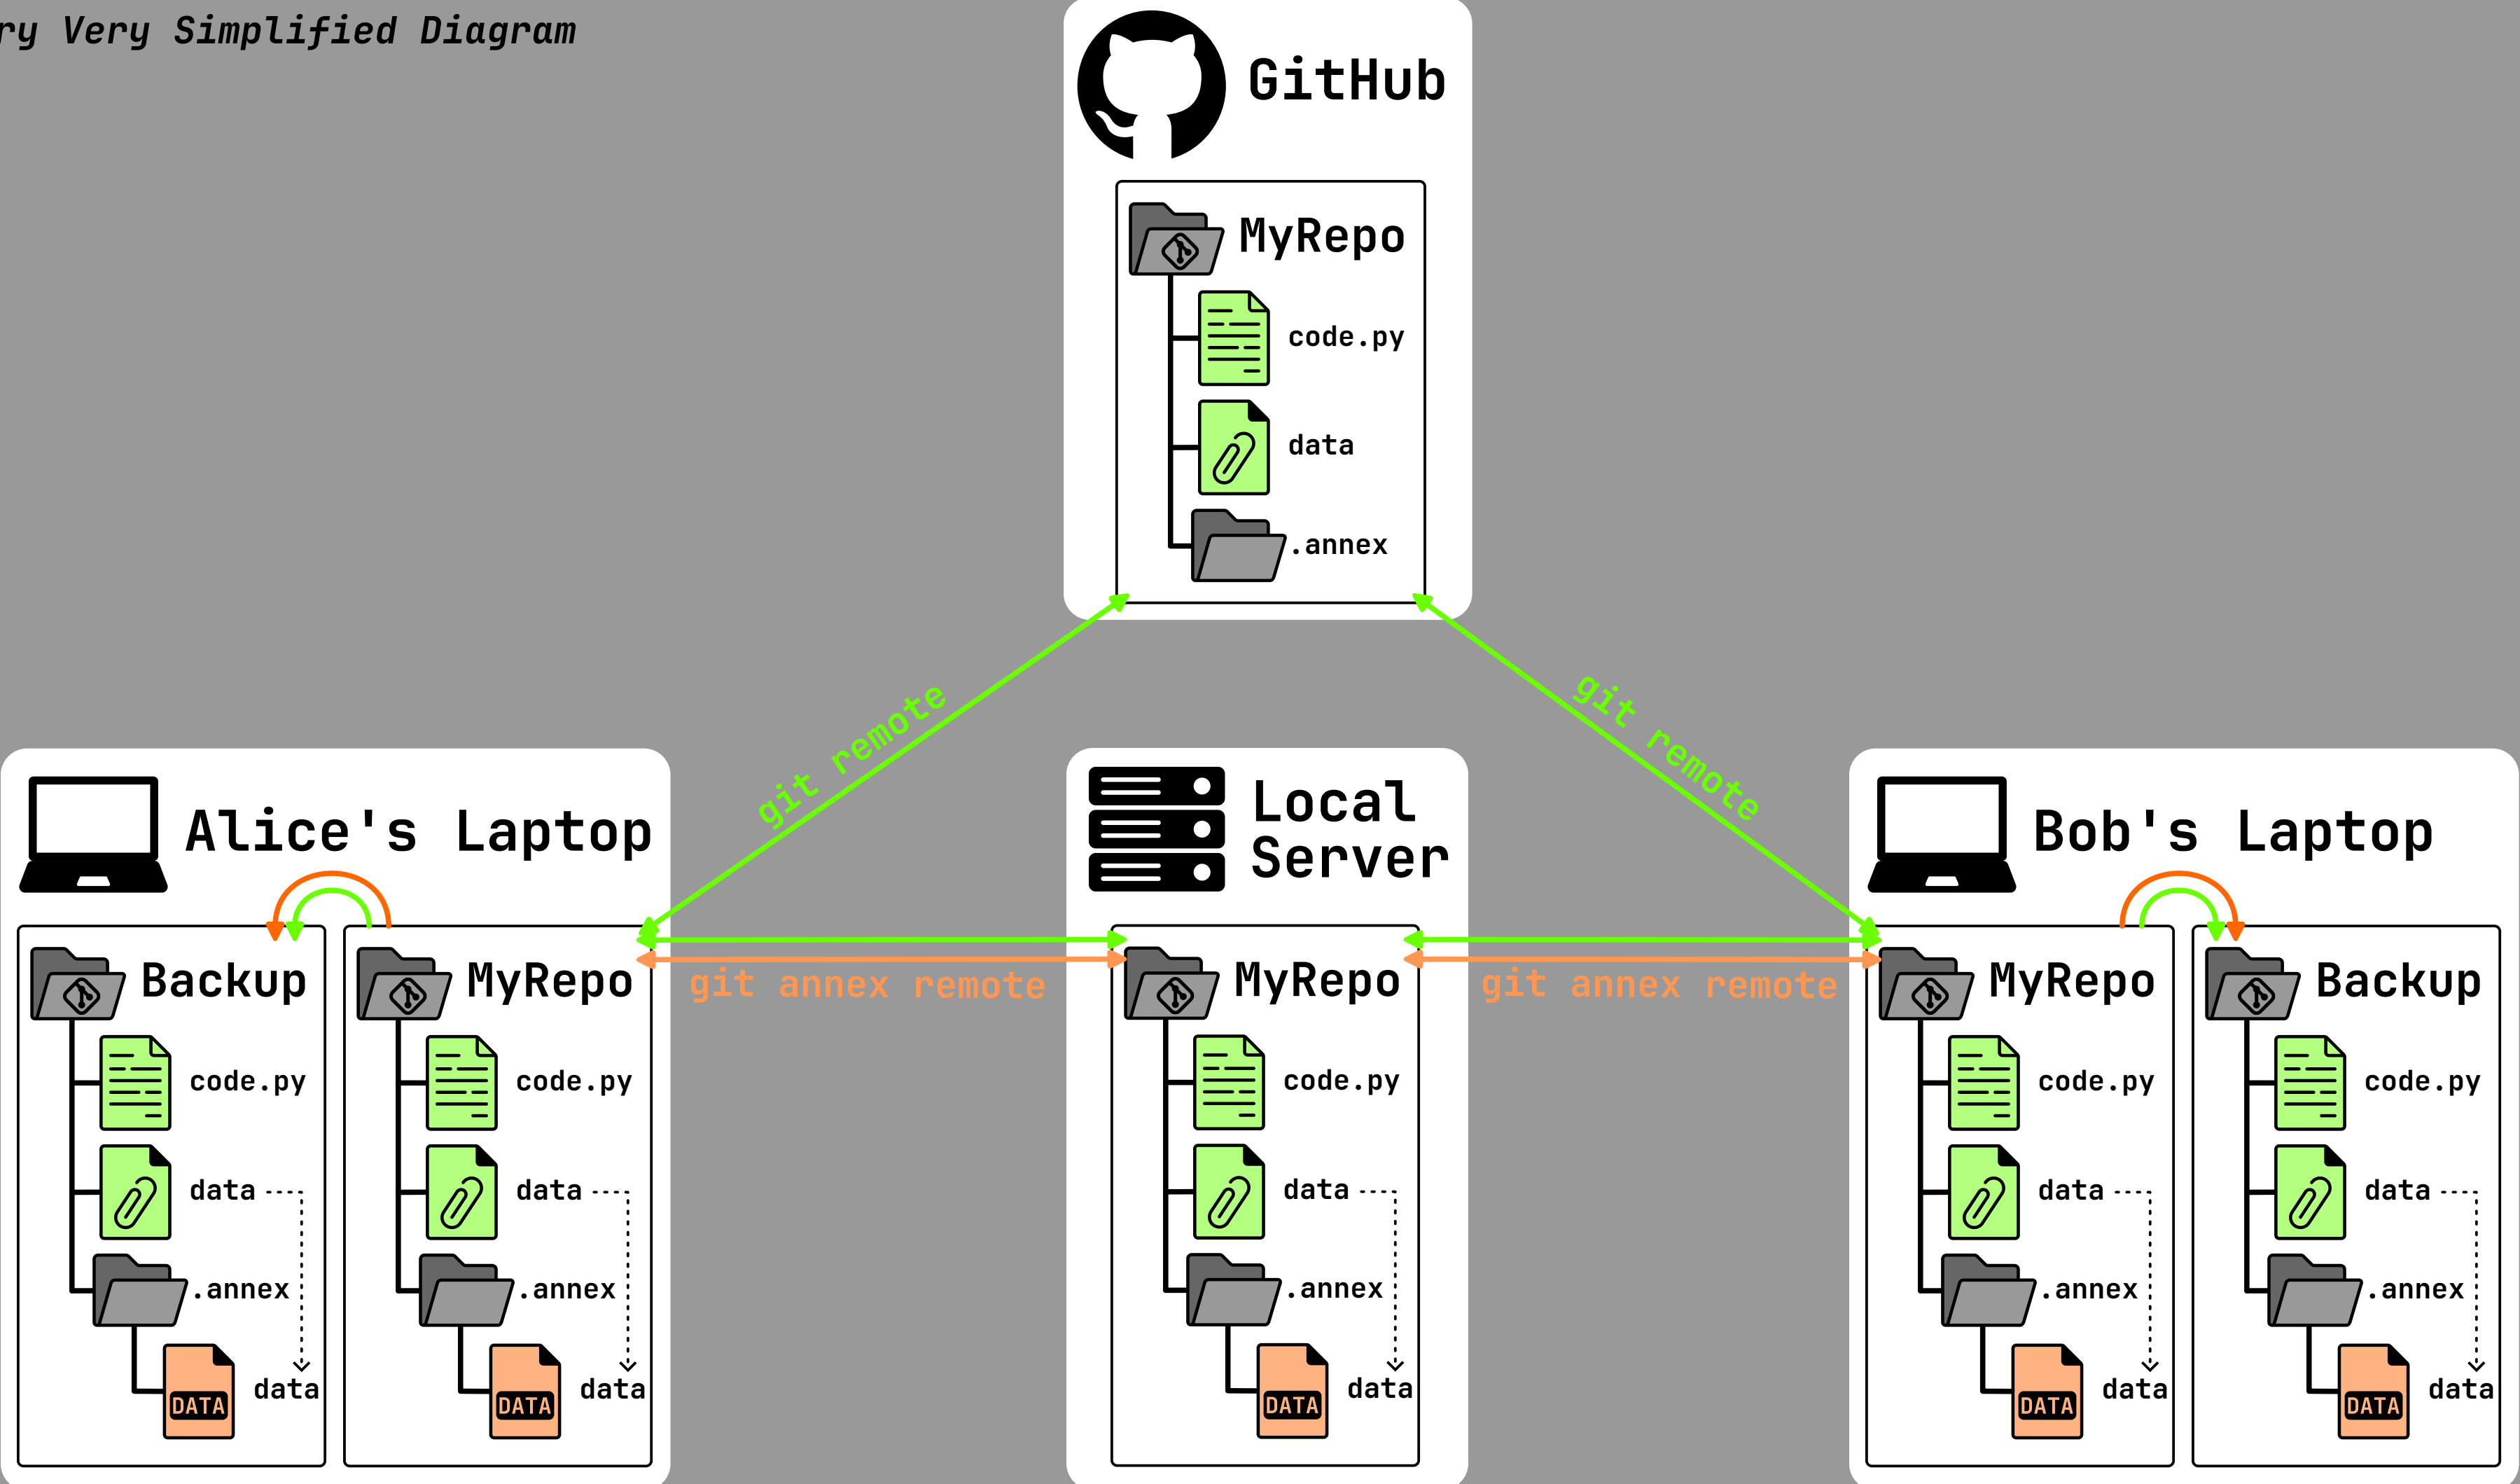 Very Simplified Diagram
GitHub
MyRepo
code.py
data
.annex
git remote
git remote
Alice's Laptop
Backup
code.py
data
.annex
DATA
data
MyRepo
code.py
data
.annex
DATA
data
git annex remote
Local
Server
MyRepo
code.py
data
.annex
DATA
data
git annex remote
Bob's Laptop
MyRepo
code.py
data
.annex
DATA
data
Backup
code.py
data
.annex
DATA
data